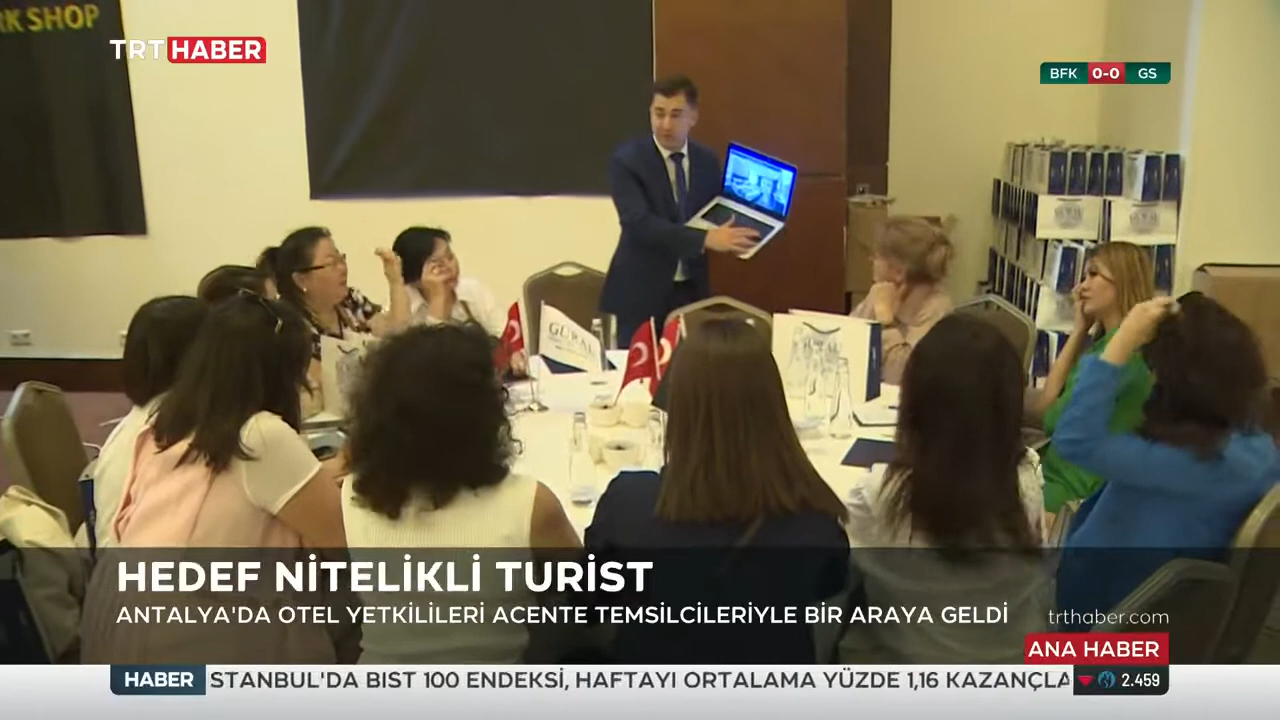 RK SHOP
TRT HABER
BFK 0-0 GS
GÜRAL
GÜRAL
HEDEF NİTELİKLİ TURİST
ANTALYA'DA OTEL YETKİLİLERİ ACENTE TEMSİLCİLERİYLE BİR ARAYA GELDİ
trthaber.com
ANA HABER
HABER STANBUL'DA BIST 100 ENDEKSİ, HAFTAYI ORTALAMA YÜZDE 1,16 KAZANÇLA 2.459